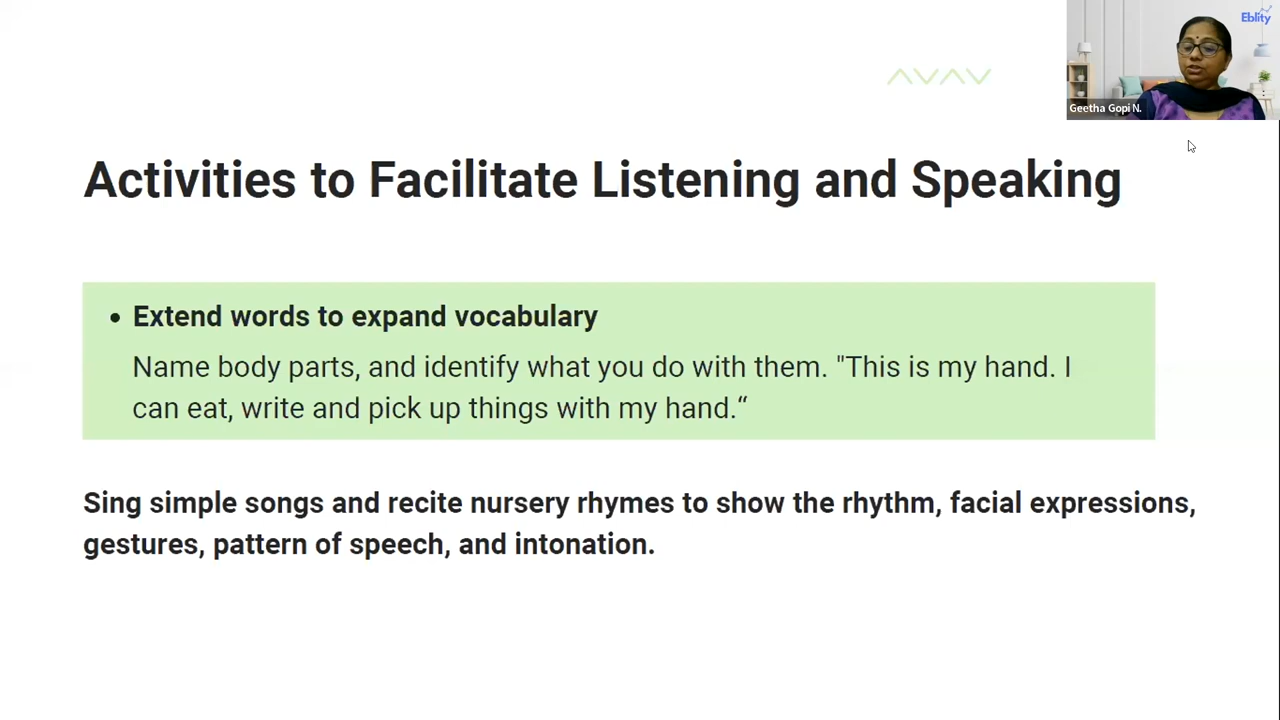 Eblity
Geetha Gopi N.
Activities to Facilitate Listening and Speaking
• Extend words to expand vocabulary
Name body parts, and identify what you do with them. "This is my hand. I
can eat, write and pick up things with my hand.“
Sing simple songs and recite nursery rhymes to show the rhythm, facial expressions,
gestures, pattern of speech, and intonation.